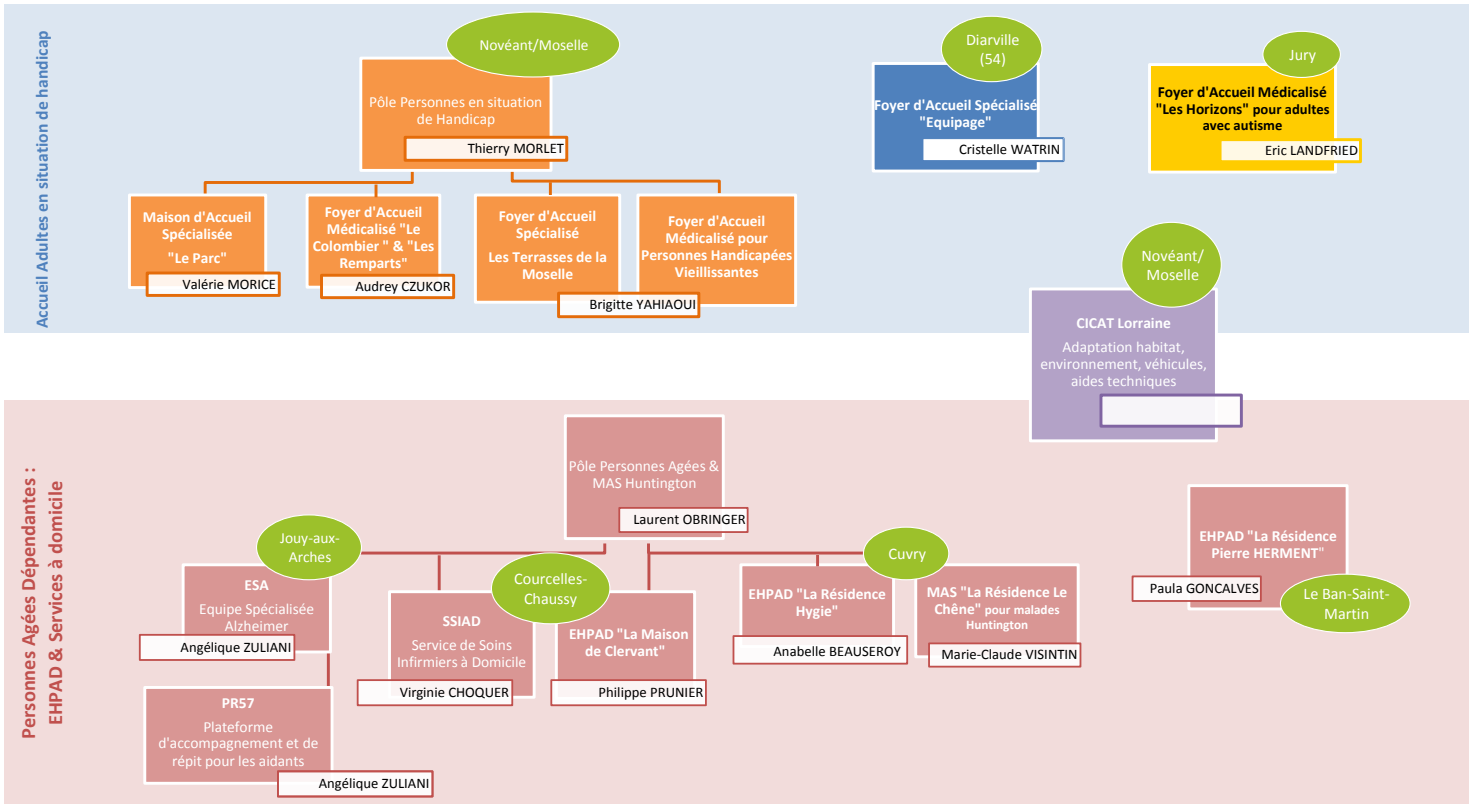 Accueil Adultes en situation de handicap
Novéant/Moselle
Pôle Personnes en situation
de Handicap
Thierry MORLET
Maison d'Accueil
Spécialisée
"Le Parc"
Valérie MORICE
Foyer d'Accueil
Médicalisé "Le
Colombier " & "Les
Remparts"
Audrey CZUKOR
Foyer d'Accueil
Spécialisé
Les Terrasses de la
Moselle
Foyer d'Accueil
Médicalisé pour
Personnes Handicapées
Vieillissantes
Brigitte YAHIAOUI
Diarville
(54)
Foyer d'Accueil Spécialisé
"Equipage"
Cristelle WATRIN
Jury
Foyer d'Accueil Médicalisé
"Les Horizons" pour adultes
avec autisme
Eric LANDFRIED
Novéant/
Moselle
CICAT Lorraine
Adaptation habitat,
environnement, véhicules,
aides techniques
Personnes Agées Dépendantes :
EHPAD & Services à domicile
Pôle Personnes Agées &
MAS Huntington
Laurent OBRINGER
Jouy-aux-
Arches
ESA
Equipe Spécialisée
Alzheimer
Angélique ZULIANI
PR57
Plateforme
d'accompagnement et de
répit pour les aidants
Angélique ZULIANI
Courcelles-
Chaussy
SSIAD
Service de Soins
Infirmiers à Domicile
Virginie CHOQUER
EHPAD "La Maison
de Clervant"
Philippe PRUNIER
Cuvry
EHPAD "La Résidence
Hygie"
Anabelle BEAUSEROY
MAS "La Résidence Le
Chêne" pour malades
Huntington
Marie-Claude VISINTIN
EHPAD "La Résidence
Pierre HERMENT"
Paula GONCALVES
Le Ban-Saint-
Martin